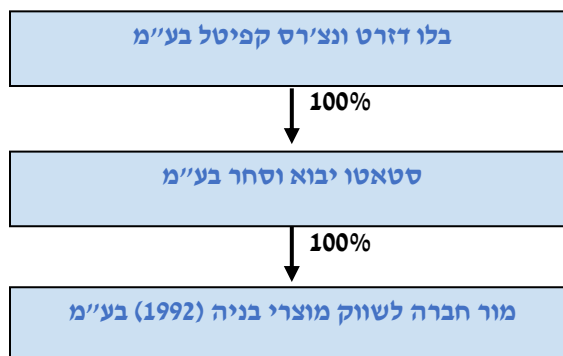 בלו דזרט ונצ'רס קפיטל בע"מ
100%
סטאטו יבוא וסחר בע"מ
100%
מור חברה לשווק מוצרי בניה (1992) בע"מ